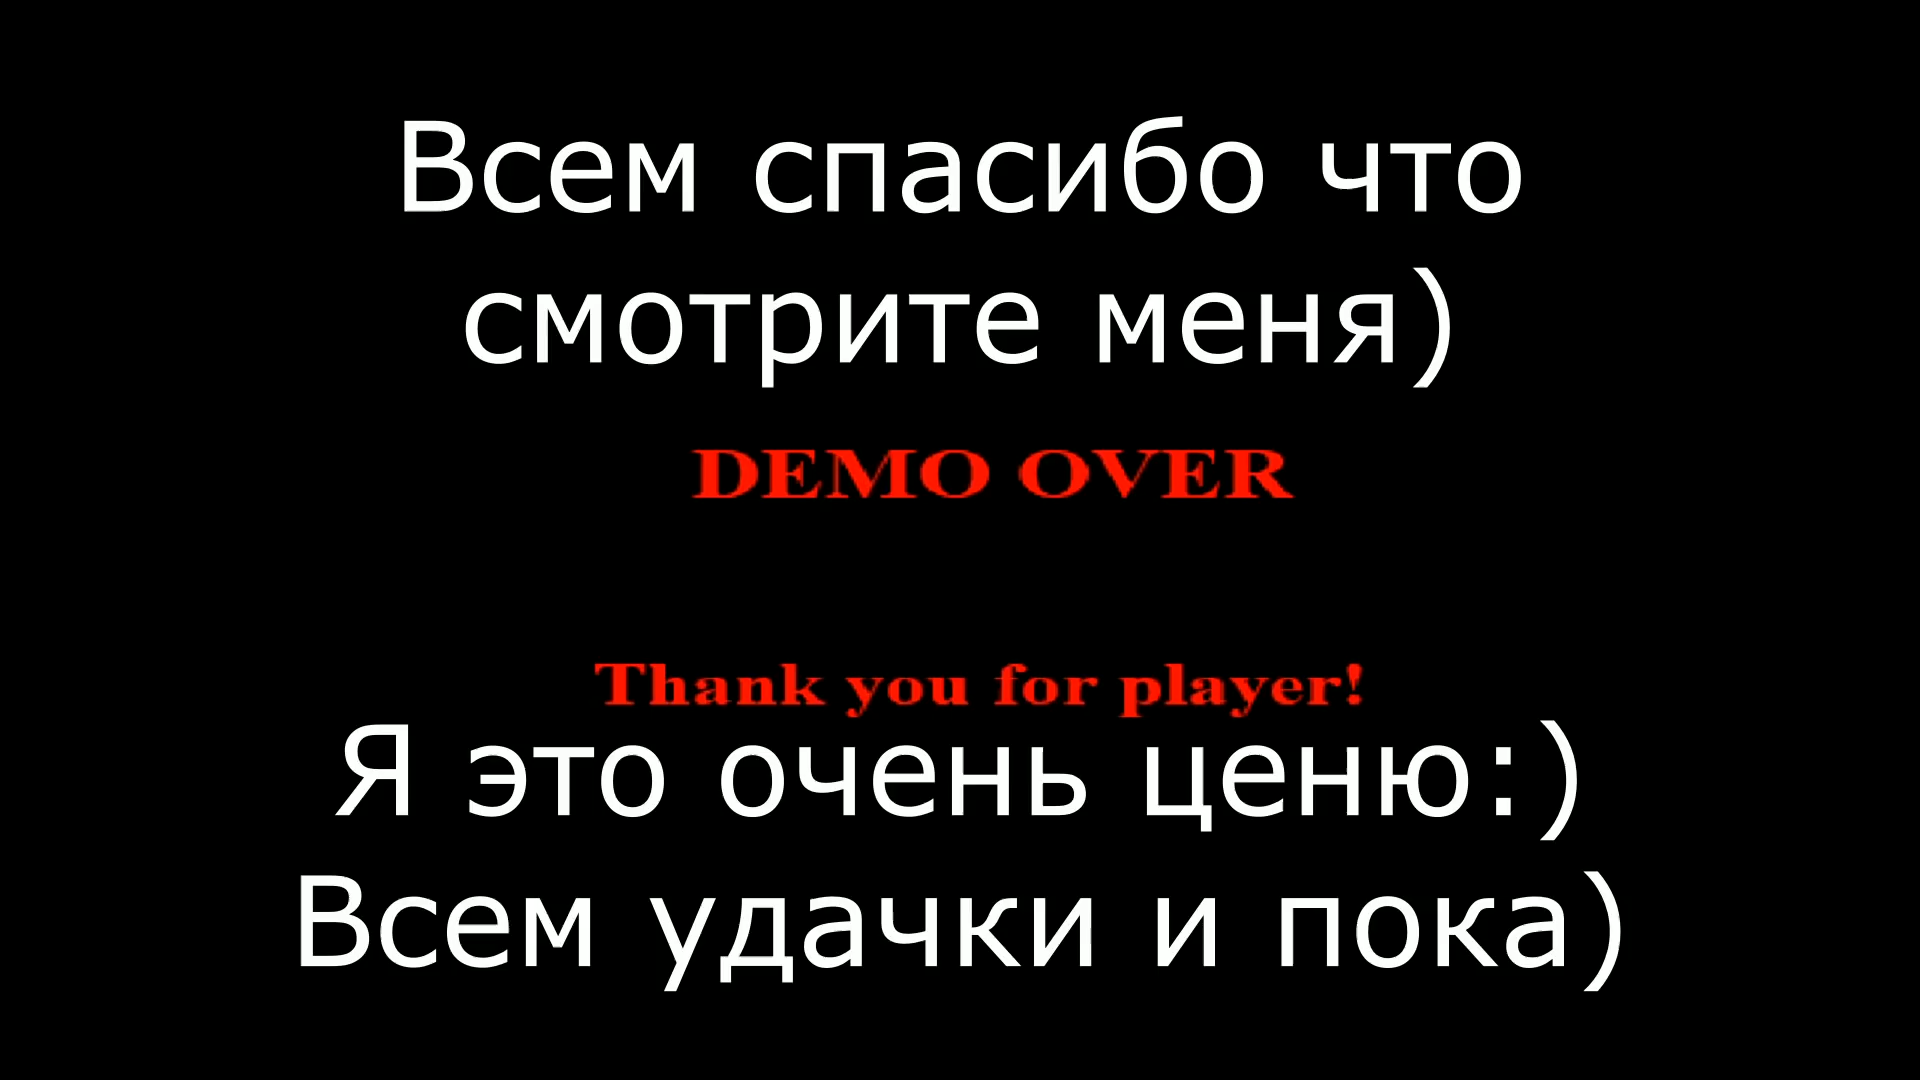 Всем спасибо что
смотрите меня)
DEMO OVER
Thank you for player!
Я это очень ценю:)
Всем удачки и пока)